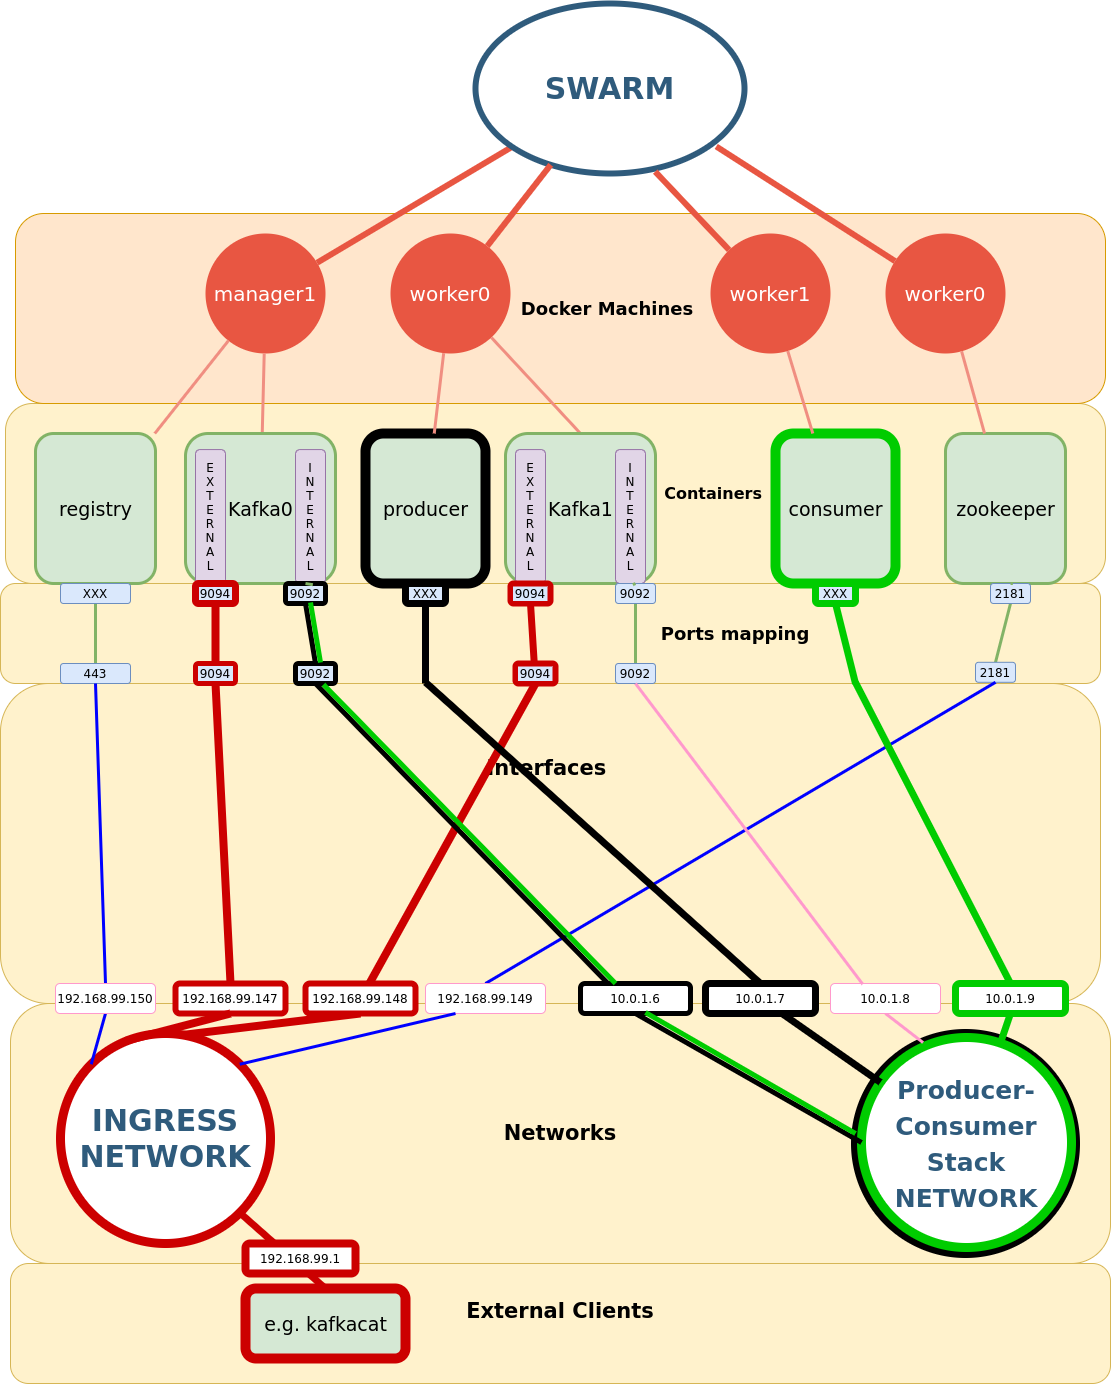 SWARM
manager1
worker0
Docker Machines
worker1
worker0
registry
EXTERNAL
Kafka0
INTERNAL
producer
EXTERNAL
Kafka1
INTERNAL
Containers
consumer
zookeeper
XXX
9094
9092
XXX
9094
9092
XXX
2181
Ports mapping
443
9094
9092
9094
9092
2181
Interfaces
192.168.99.150
192.168.99.147
192.168.99.148
192.168.99.149
10.0.1.6
10.0.1.7
10.0.1.8
10.0.1.9
INGRESS
NETWORK
Networks
Producer-
Consumer
Stack
NETWORK
192.168.99.1
e.g. kafkacat
External Clients